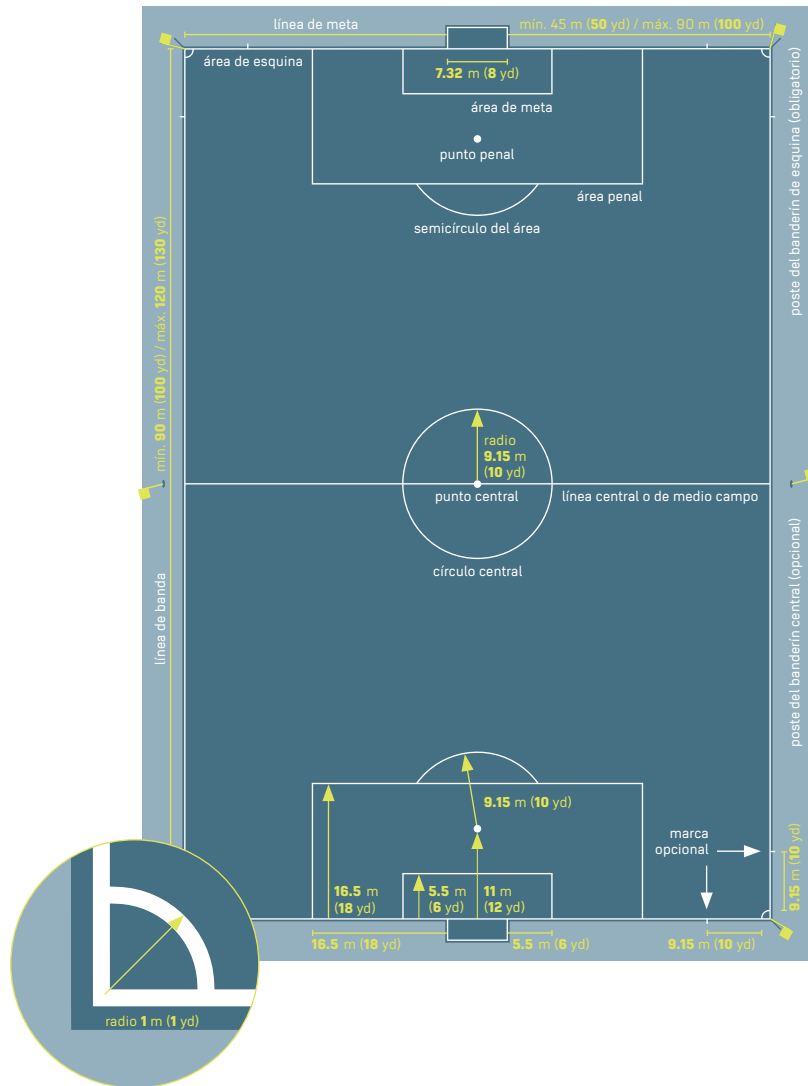 línea de meta
mín. 45 m (50 yd) / máx. 90 m (100 yd)
área de esquina
7.32 m (8 yd)
área de meta
punto penal
área penal
semicírculo del área
poste del banderín de esquina (obligatorio)
mín. 90 m (100 yd) / máx. 120 m (130 yd)
radio
9.15 m
(10 yd)
punto central
línea central o de medio campo
círculo central
línea de banda
poste del banderín central (opcional)
9.15 m (10 yd)
marca
opcional
9.15 m (10 yd)
16.5 m
(18 yd)
5.5 m
(6 yd)
11 m
(12 yd)
16.5 m (18 yd)
5.5 m (6 yd)
9.15 m (10 yd)
radio 1 m (1 yd)